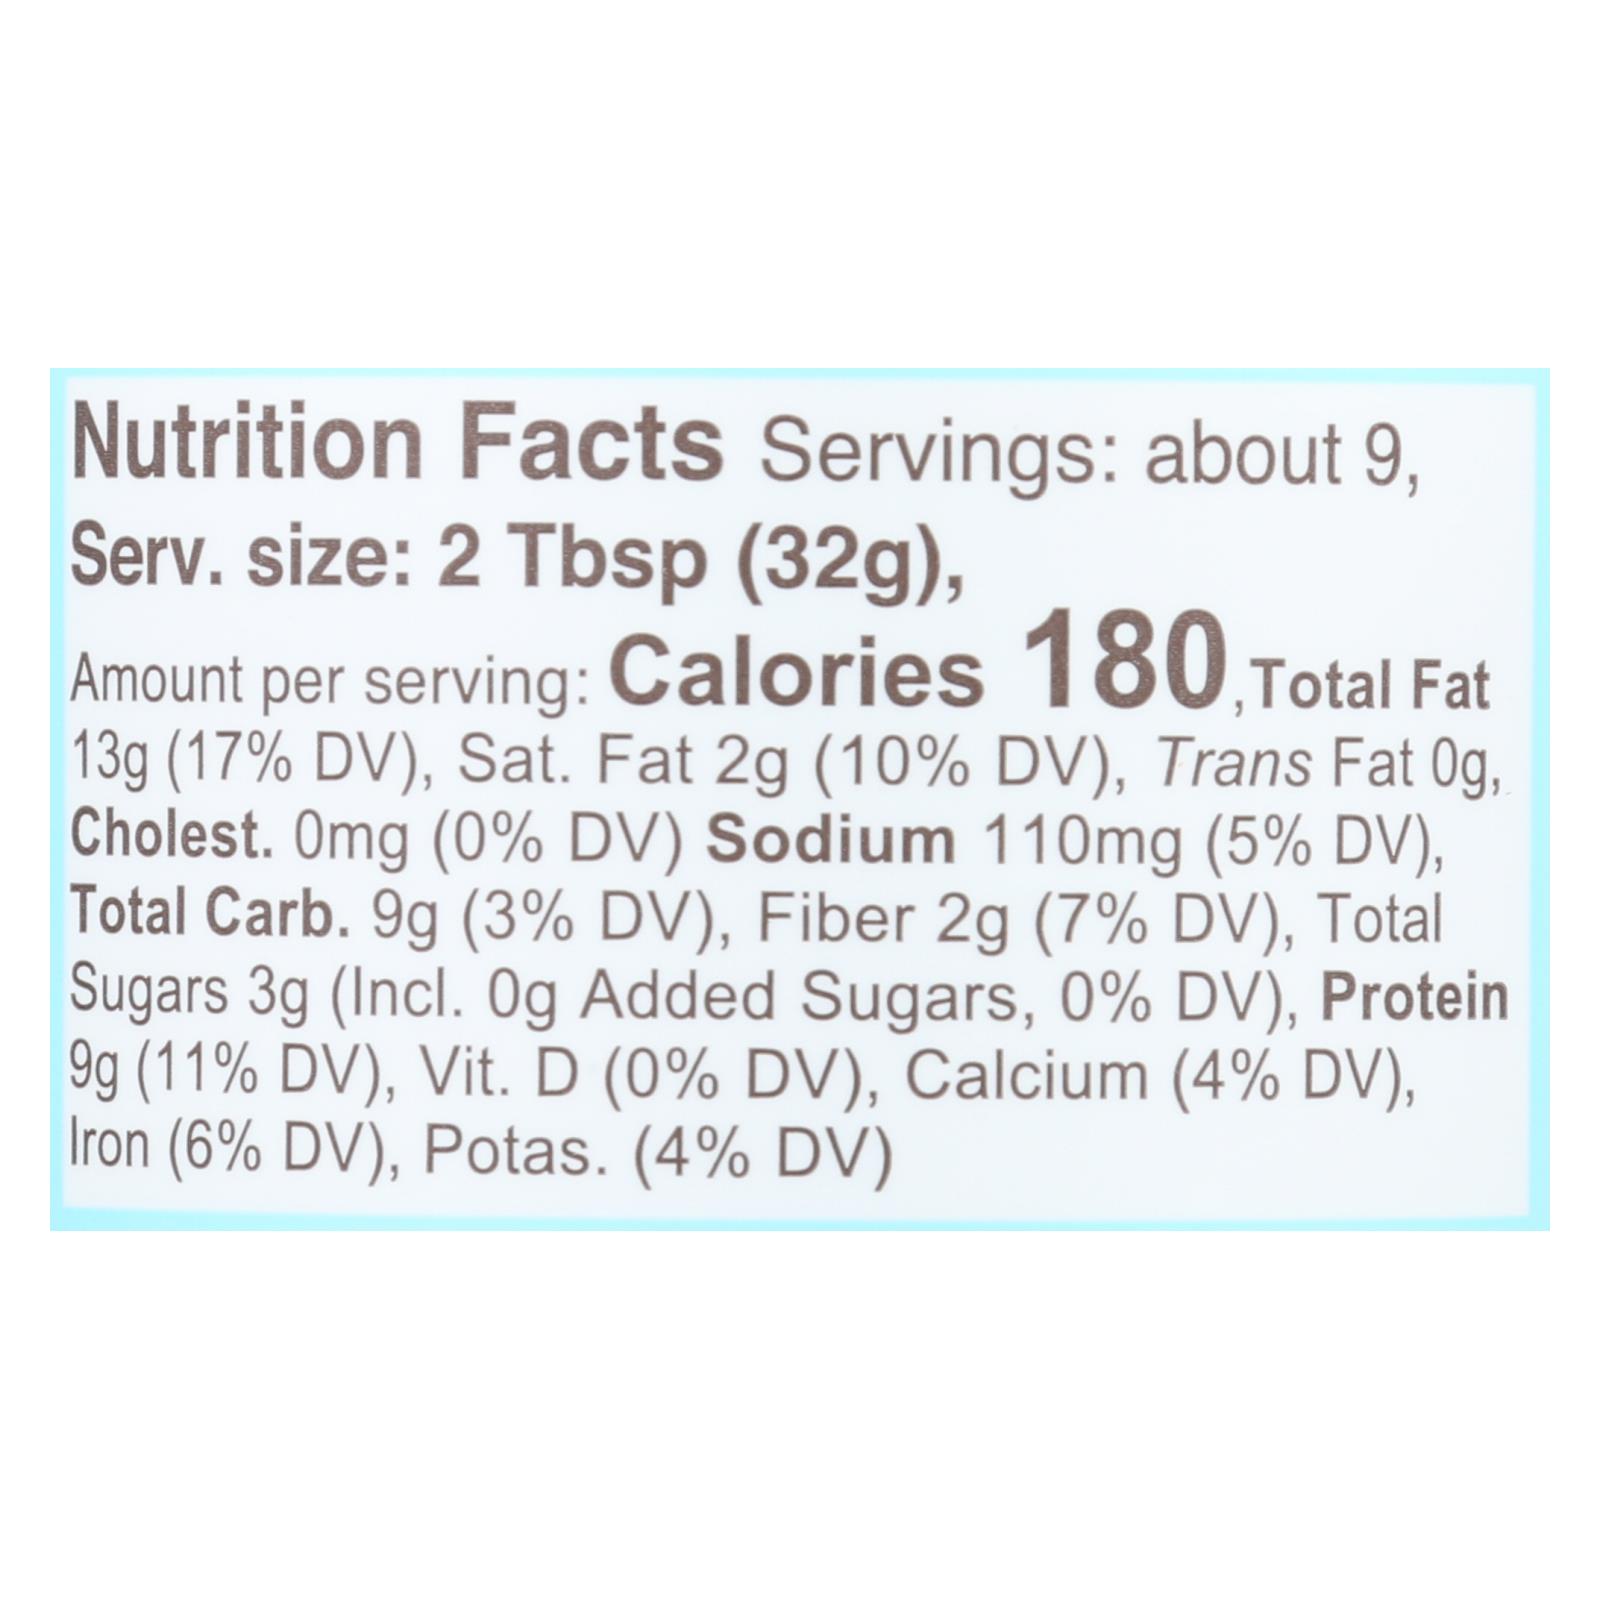 Nutrition Facts Servings: about 9,
Serv. size: 2 Tbsp (32g),
Amount per serving: Calories 180, Total Fat
13g (17% DV), Sat. Fat 2g (10% DV), Trans Fat 0g,
Cholest. 0mg (0% DV) Sodium 110mg (5% DV),
Total Carb. 9g (3% DV), Fiber 2g (7% DV), Total
Sugars 3g (Incl. 0g Added Sugars, 0% DV), Protein
9g (11% DV), Vit. D (0% DV), Calcium (4% DV),
Iron (6% DV), Potas. (4% DV)